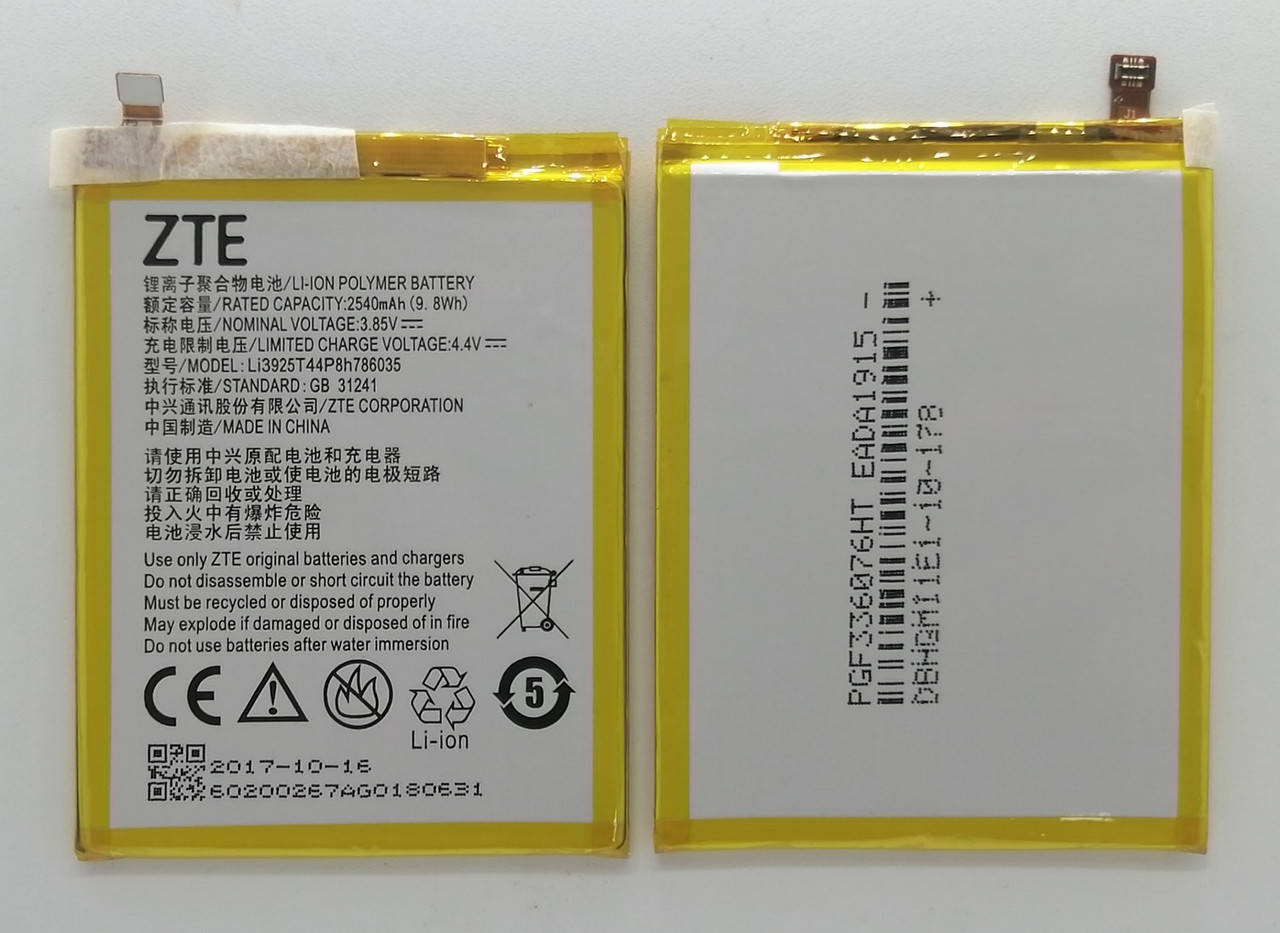 ZTE
锂离子聚合物电池/LI-ION POLYMER BATTERY
额定容量/RATED CAPACITY:2540mAh (9.8Wh)
标称电压/NOMINAL VOLTAGE:3.85V⎓
充电限制电压/LIMITED CHARGE VOLTAGE:4.4V⎓
型号/MODEL: Li3925T44P8h786035
执行标准/STANDARD: GB 31241
中兴通讯股份有限公司/ZTE CORPORATION
中国制造/MADE IN CHINA
请使用中兴原配电池和充电器
切勿拆卸电池或使电池的电极短路
请正确回收或处理
投入火中有爆炸危险
电池浸水后禁止使用
Use only ZTE original batteries and chargers
Do not disassemble or short circuit the battery
Must be recycled or disposed of properly
May explode if damaged or disposed of in fire
Do not use batteries after water immersion
CE
5
Li-ion
2017-10-16
60200267AG0180631
PGF336076HT EADA1915 -
+
DBHGM11E1-10-178
J1